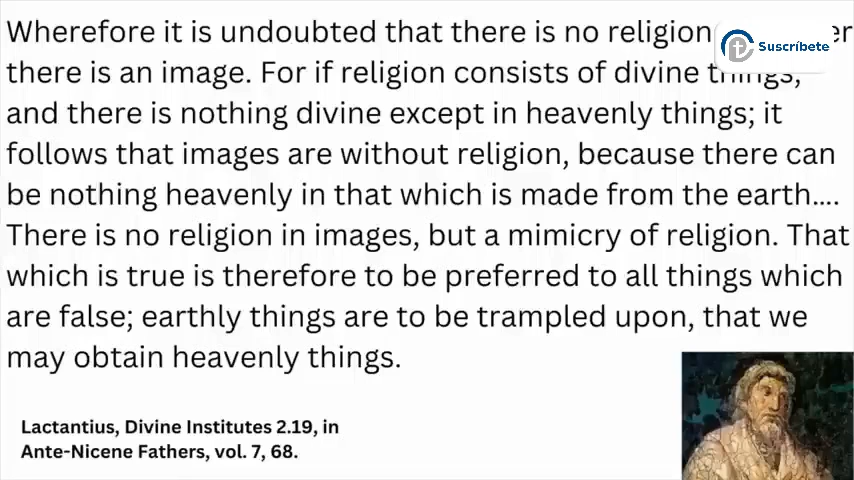 Wherefore it is undoubted that there is no religion
Suscríbete
there is an image. For if religion consists of divine things,
and there is nothing divine except in heavenly things; it
follows that images are without religion, because there can
be nothing heavenly in that which is made from the earth….
There is no religion in images, but a mimicry of religion. That
which is true is therefore to be preferred to all things which
are false; earthly things are to be trampled upon, that we
may obtain heavenly things.
Lactantius, Divine Institutes 2.19, in
Ante-Nicene Fathers, vol. 7, 68.